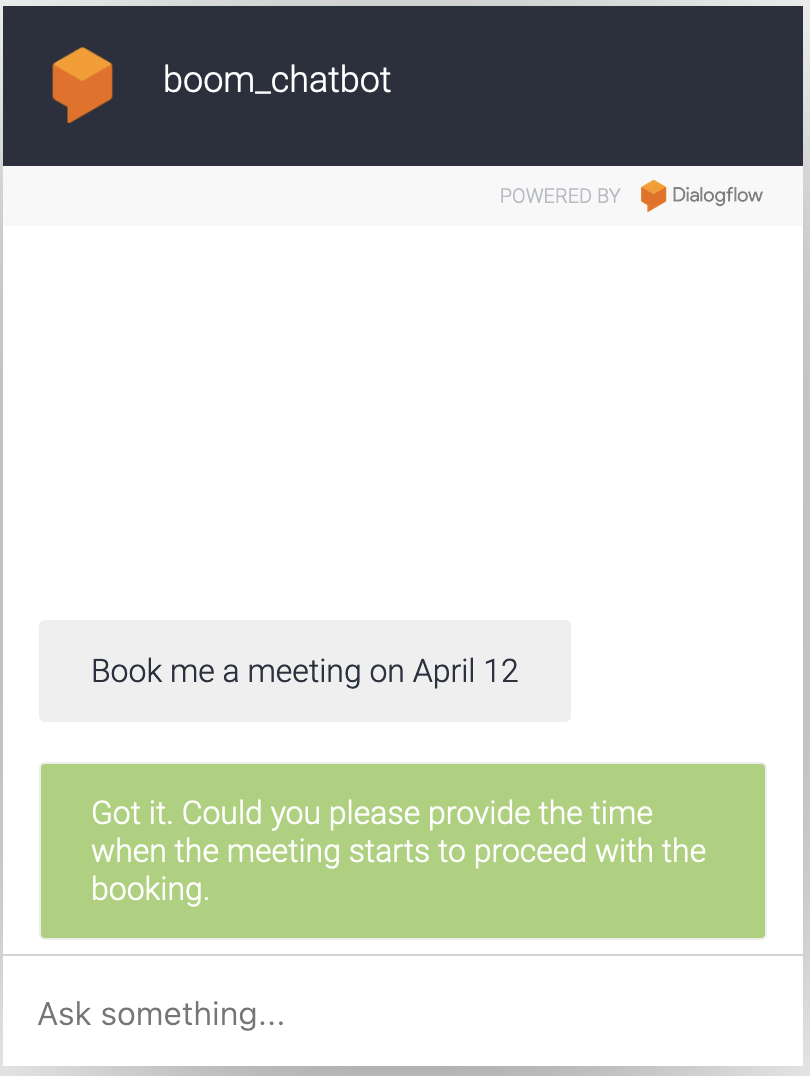 boom_chatbot
POWERED BY Dialogflow
Book me a meeting on April 12
Got it. Could you please provide the time
when the meeting starts to proceed with the
booking.
Ask something...